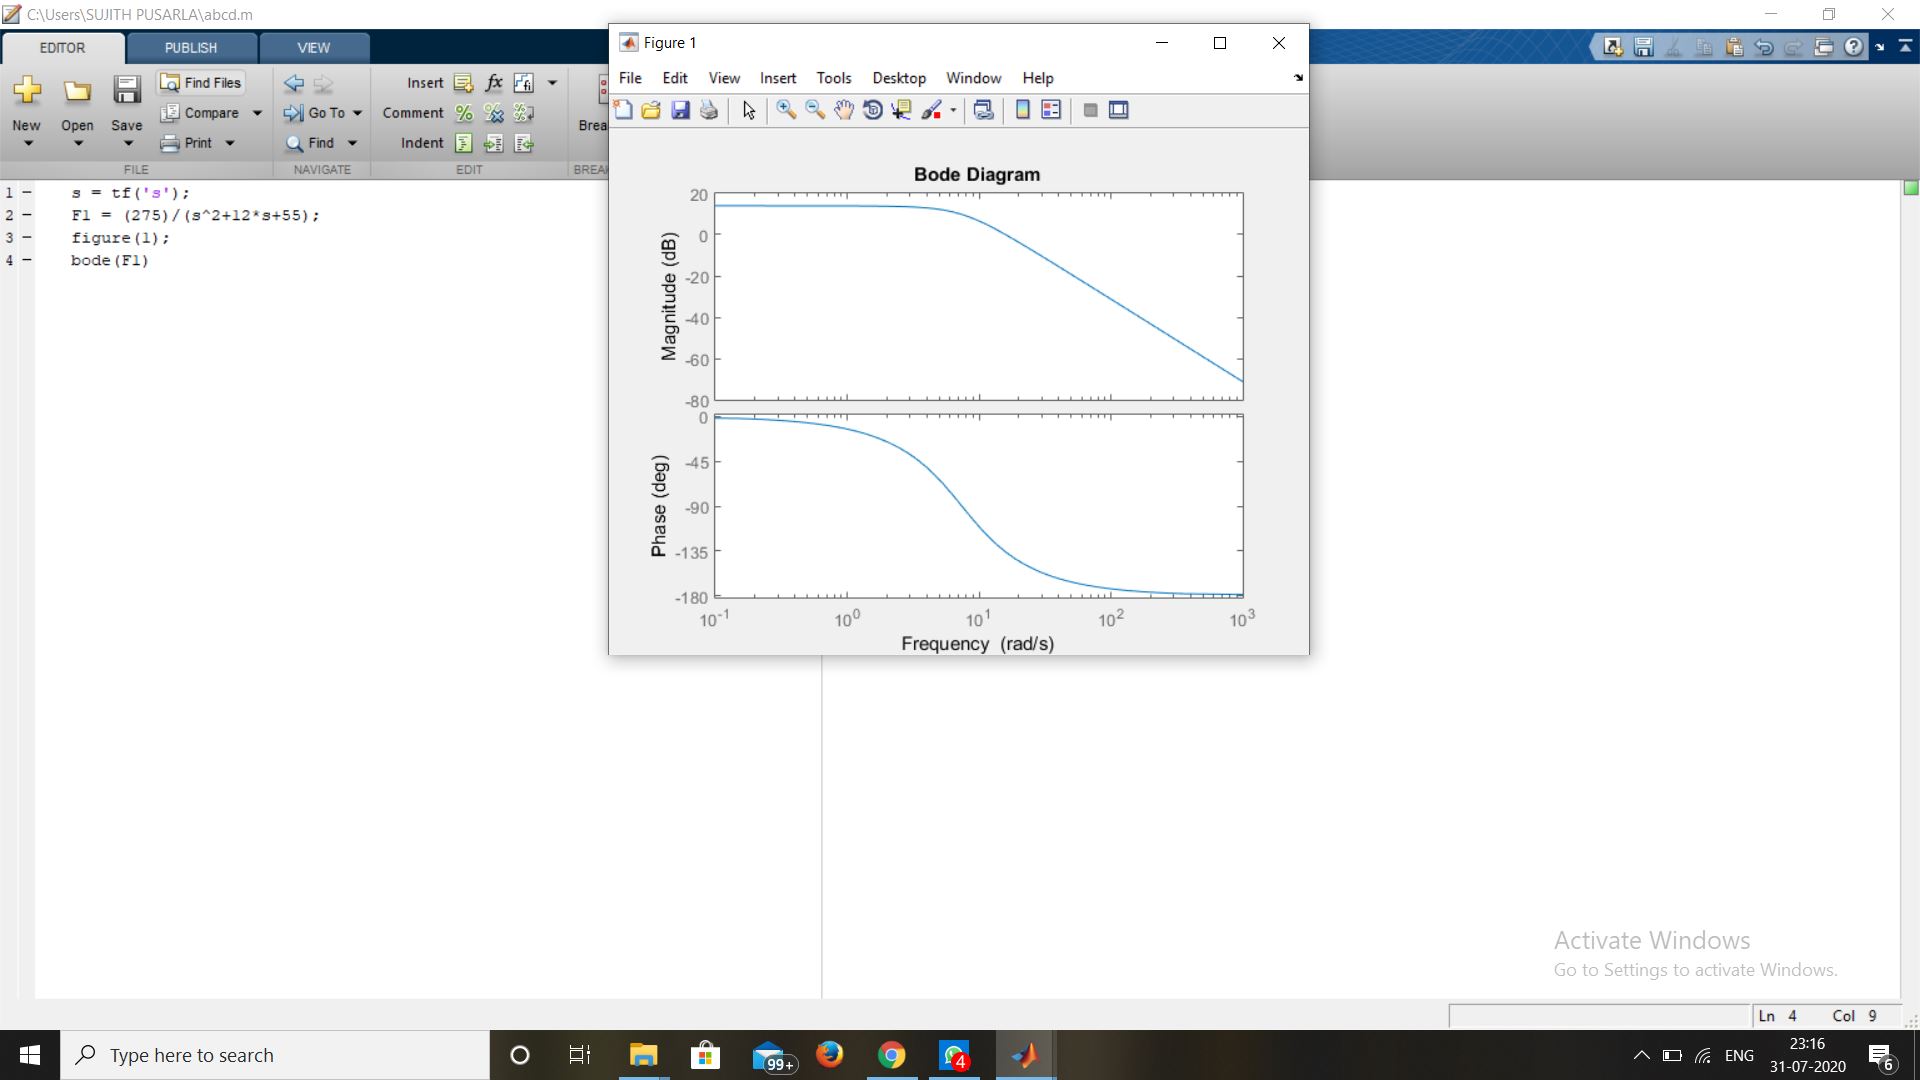 C:\Users\SUJITH PUSARLA\abcd.m
EDITOR PUBLISH VIEW
New Open Save
Find Files
Compare
Print
FILE
Go To
Find
NAVIGATE
Insert
Comment
Indent
EDIT
Brea
BREA
1 s = tf('s');
2 F1 = (275)/(s^2+12*s+55);
3 figure(1);
4 bode(F1)
Figure 1
File Edit View Insert Tools Desktop Window Help
Bode Diagram
Magnitude (dB)
20
0
-20
-40
-60
-80
Phase (deg)
0
-45
-90
-135
-180
10^-1 10^0 10^1 10^2 10^3
Frequency (rad/s)
Activate Windows
Go to Settings to activate Windows.
Ln 4 Col 9
Type here to search
99+
4
ENG
23:16
31-07-2020
6